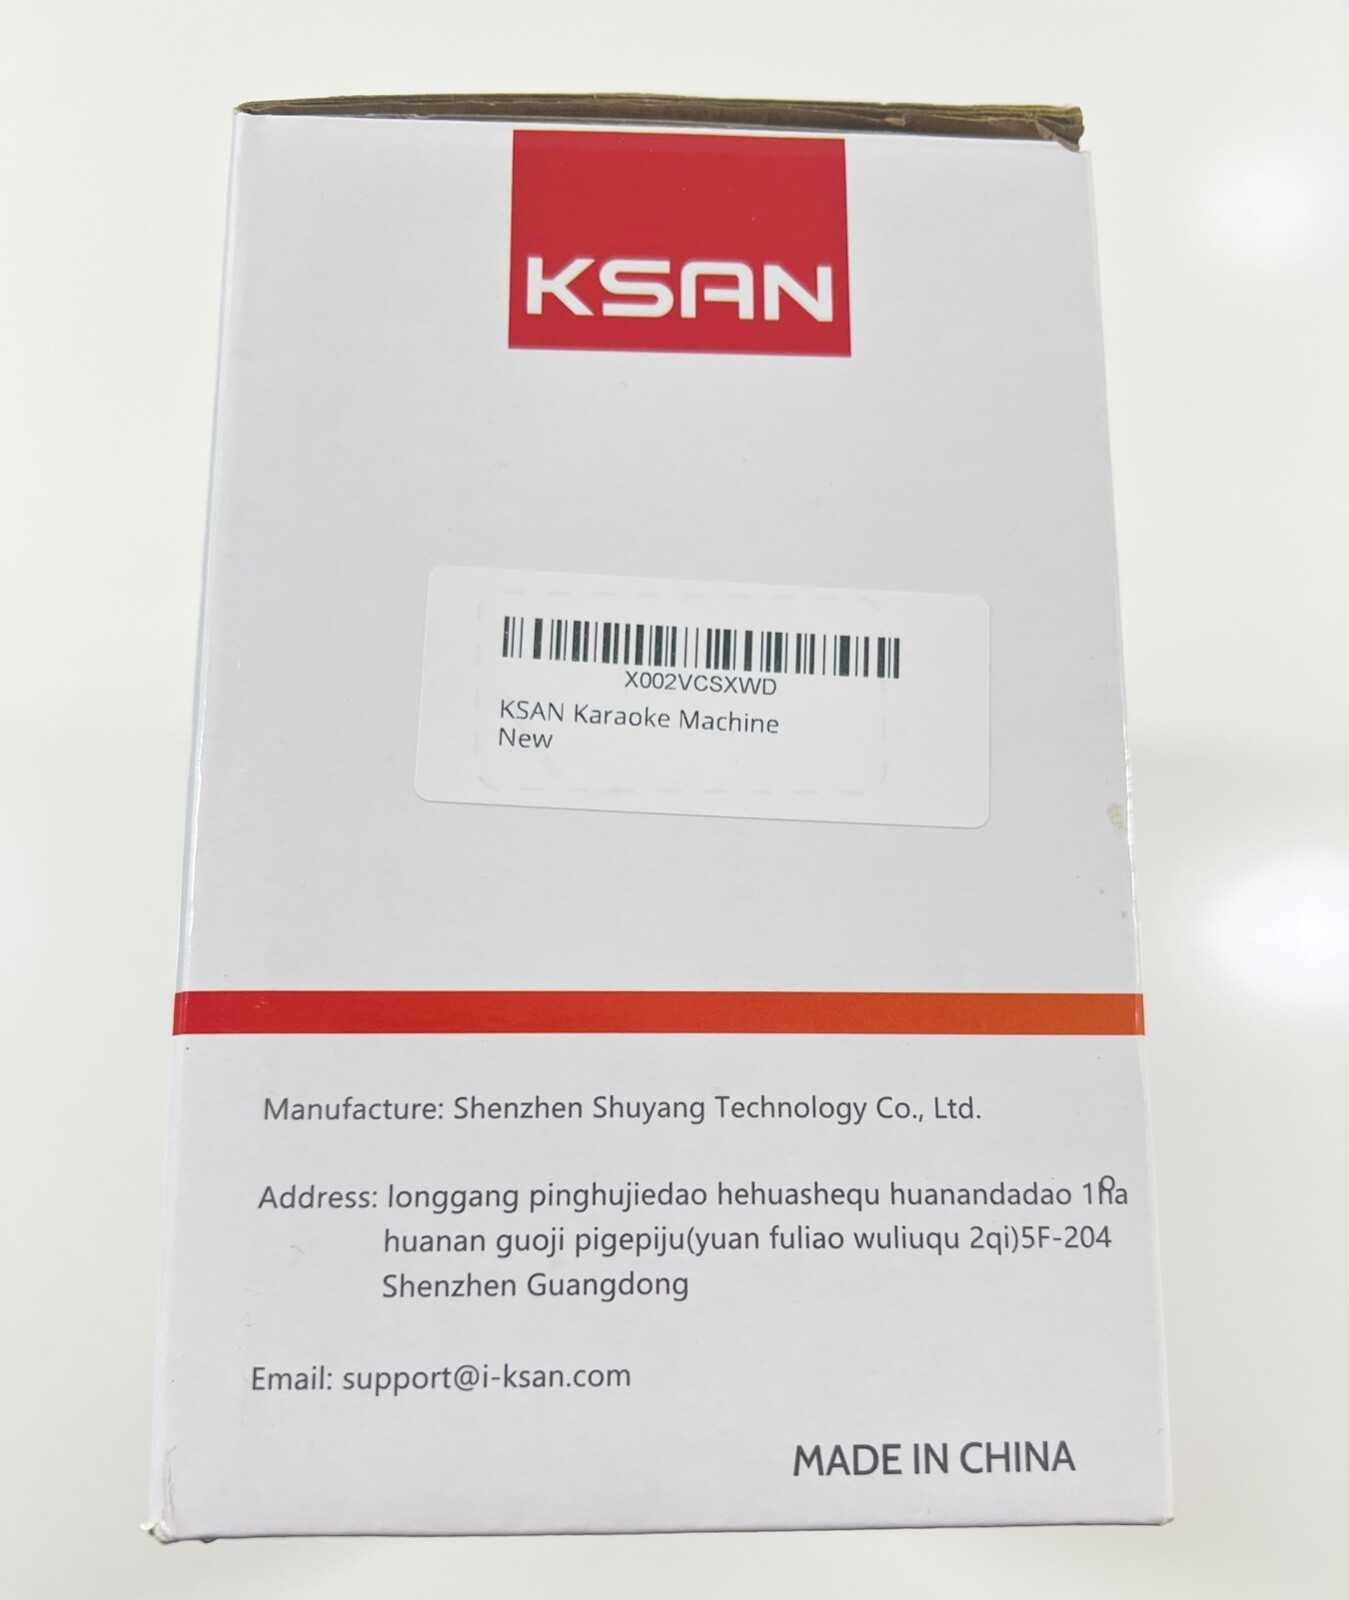 KSAN
X002VCSXWD
KSAN Karaoke Machine
New
Manufacture: Shenzhen Shuyang Technology Co., Ltd.
Address: longgang pinghujiedao hehuashequ huanandadao
huanan guoji pigepiju(yuan fuliao wuliuqu 2qi)5F-204
Shenzhen Guangdong
Email: support@i-ksan.com
MADE IN CHINA